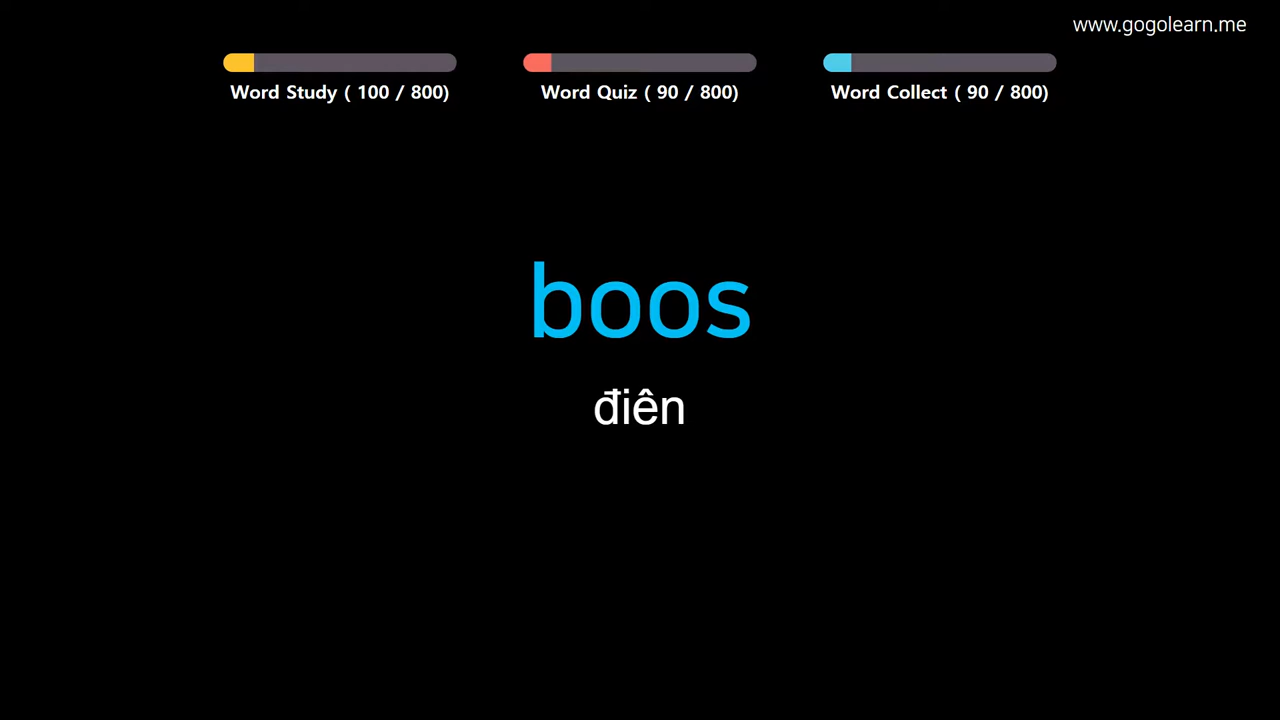 www.gogolearn.me
Word Study ( 100 / 800)
Word Quiz ( 90 / 800)
Word Collect ( 90 / 800)
boos
điên